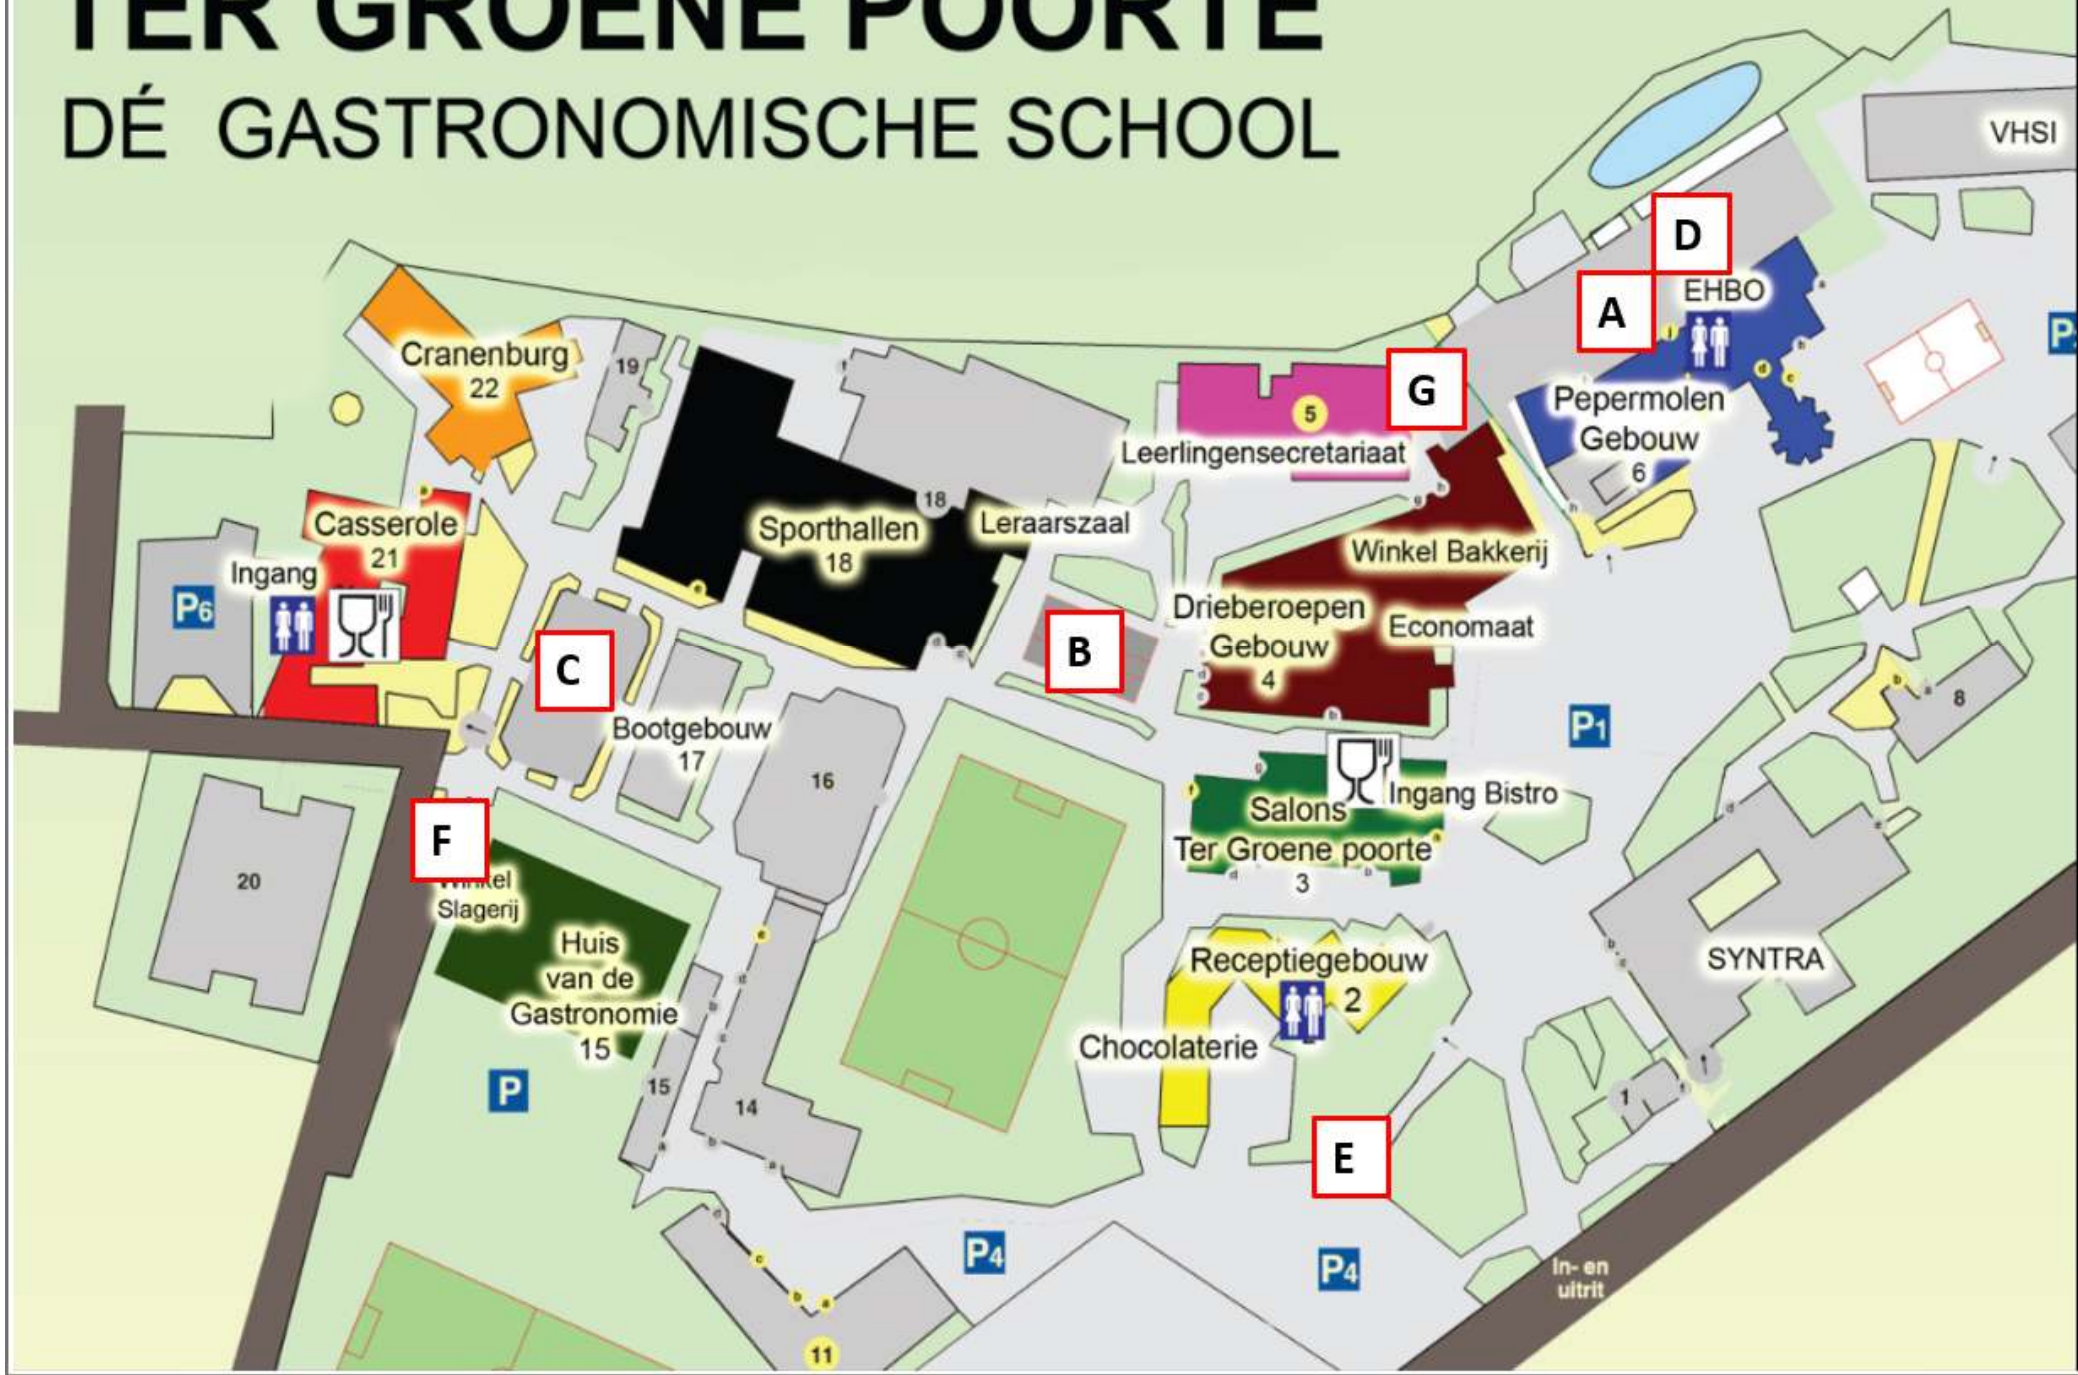 TER GROENE POORTE
DÉ GASTRONOMISCHE SCHOOL
VHSI
D
A
EHBO
j
a
h
d
c
G
Cranenburg
22
19
f
5
Leerlingensecretariaat
Pepermolen
Gebouw
6
h
Casserole
21
a
Ingang
P6
Sporthallen
18
18
Leraarszaal
e
d
c
g
h
Winkel Bakkerij
Drieberoepen
Gebouw
4
Economaat
d
c
b
B
C
Bootgebouw
17
16
P1
b
a
8
g
f
Ingang Bistro
Salons
Ter Groene poorte
3
a
d
b
d
e
F
20
Winkel
Slagerij
Huis
van de
Gastronomie
15
e
d
b
c
15
14
a
b
a
P
Receptiegebouw
2
Chocolaterie
SYNTRA
b
c
1
f
E
P4
P4
In- en
uitrit
d
c
b
a
11